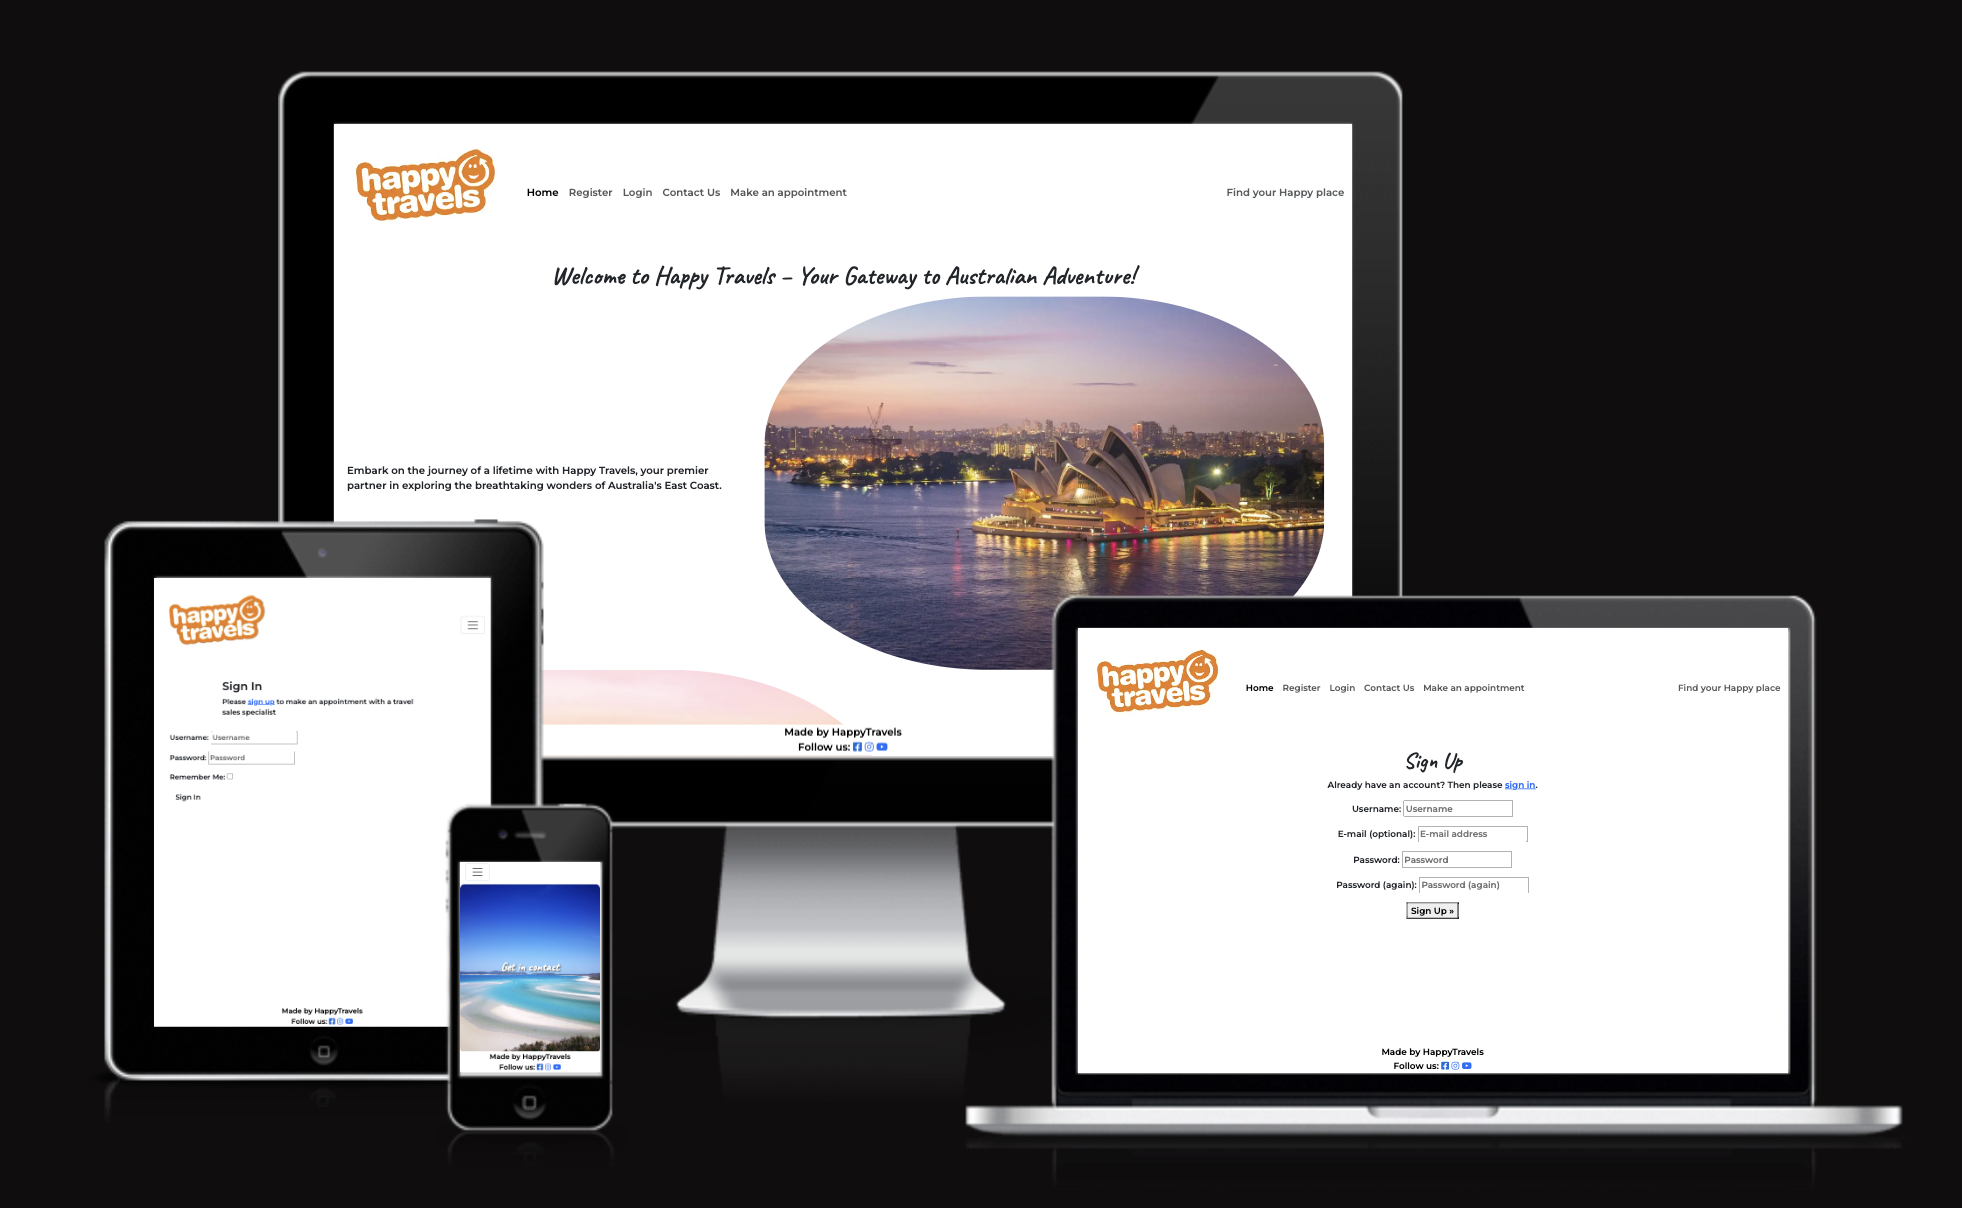 happy
travels
Home Register Login Contact Us Make an appointment Find your Happy place
Welcome to Happy Travels – Your Gateway to Australian Adventure!
Embark on the journey of a lifetime with Happy Travels, your premier
partner in exploring the breathtaking wonders of Australia's East Coast.
Made by HappyTravels
Follow us:
happy
travels
Sign In
Please sign up to make an appointment with a travel
sales specialist
Username: Username
Password: Password
Remember Me:
Sign In
Made by HappyTravels
Follow us:
Get in contact
Made by HappyTravels
Follow us:
happy
travels
Home Register Login Contact Us Make an appointment Find your Happy place
Sign Up
Already have an account? Then please sign in.
Username: Username
E-mail (optional): E-mail address
Password: Password
Password (again): Password (again)
Sign Up »
Made by HappyTravels
Follow us: